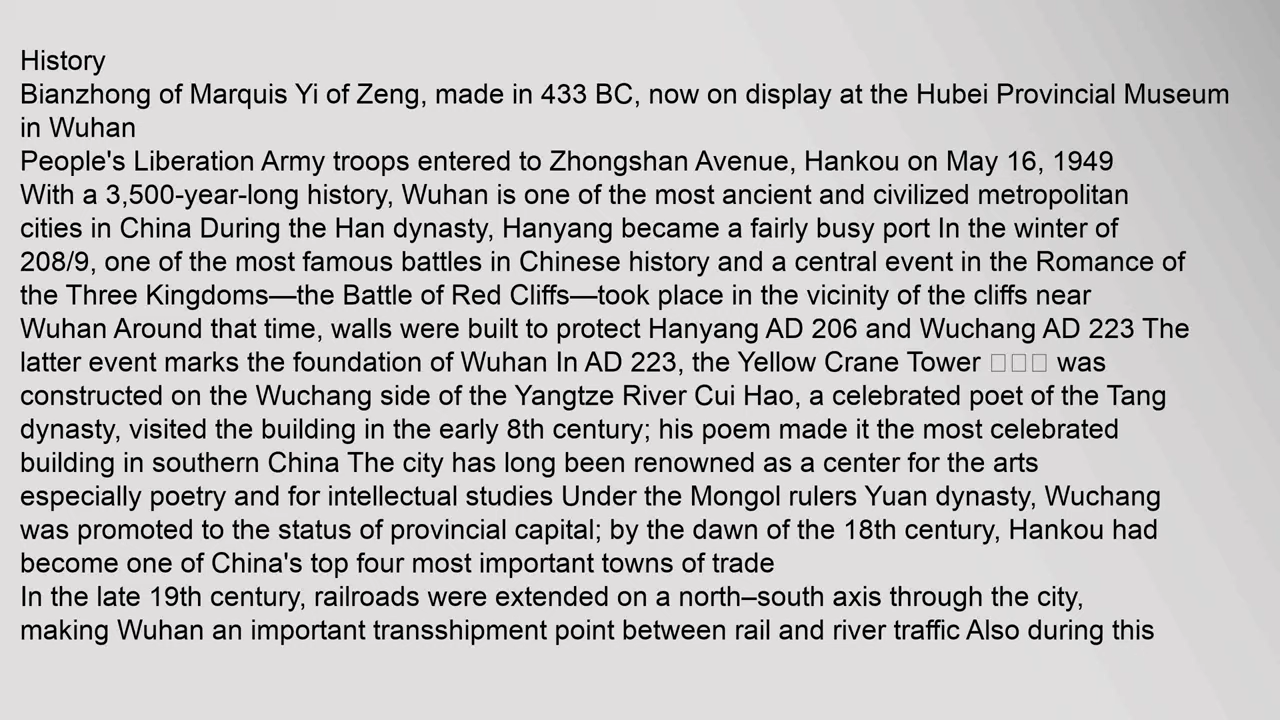 History
Bianzhong of Marquis Yi of Zeng, made in 433 BC, now on display at the Hubei Provincial Museum
in Wuhan
People's Liberation Army troops entered to Zhongshan Avenue, Hankou on May 16, 1949
With a 3,500-year-long history, Wuhan is one of the most ancient and civilized metropolitan
cities in China During the Han dynasty, Hanyang became a fairly busy port In the winter of
208/9, one of the most famous battles in Chinese history and a central event in the Romance of
the Three Kingdoms—the Battle of Red Cliffs—took place in the vicinity of the cliffs near
Wuhan Around that time, walls were built to protect Hanyang AD 206 and Wuchang AD 223 The
latter event marks the foundation of Wuhan In AD 223, the Yellow Crane Tower □□□ was
constructed on the Wuchang side of the Yangtze River Cui Hao, a celebrated poet of the Tang
dynasty, visited the building in the early 8th century; his poem made it the most celebrated
building in southern China The city has long been renowned as a center for the arts
especially poetry and for intellectual studies Under the Mongol rulers Yuan dynasty, Wuchang
was promoted to the status of provincial capital; by the dawn of the 18th century, Hankou had
become one of China's top four most important towns of trade
In the late 19th century, railroads were extended on a north–south axis through the city,
making Wuhan an important transshipment point between rail and river traffic Also during this